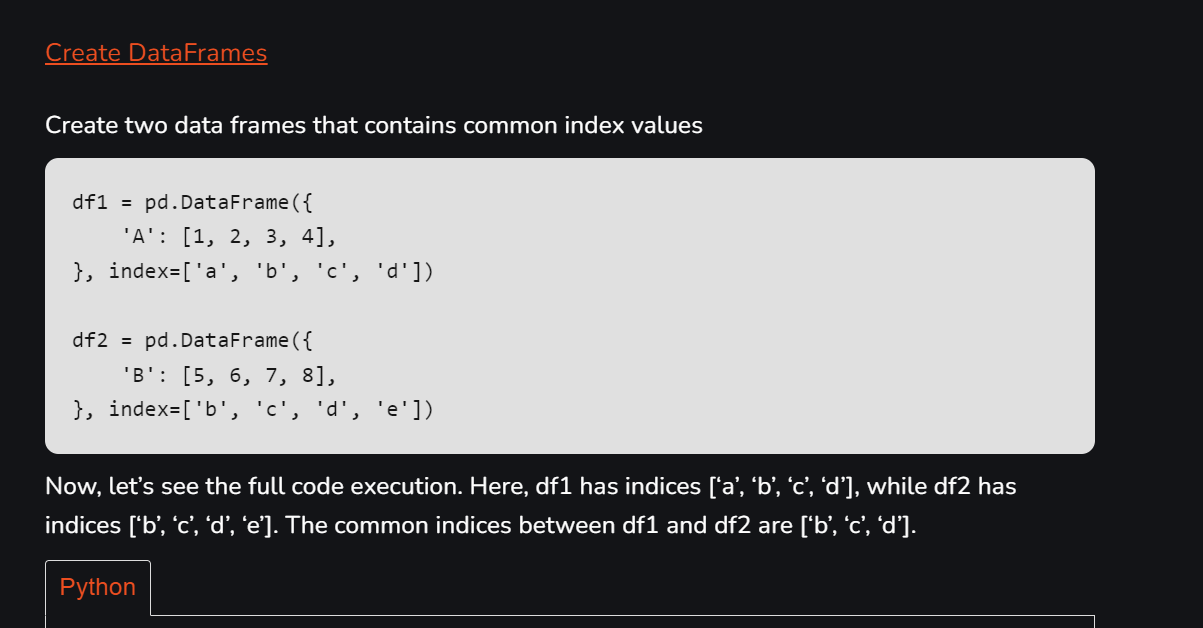 Create DataFrames
Create two data frames that contains common index values
df1 = pd.DataFrame({
    'A': [1, 2, 3, 4],
}, index=['a', 'b', 'c', 'd'])
df2 = pd.DataFrame({
    'B': [5, 6, 7, 8],
}, index=['b', 'c', 'd', 'e'])
Now, let’s see the full code execution. Here, df1 has indices [‘a’, ‘b’, ‘c’, ‘d’], while df2 has
indices [‘b’, ‘c’, ‘d’, ‘e’]. The common indices between df1 and df2 are [‘b’, ‘c’, ‘d’].
Python